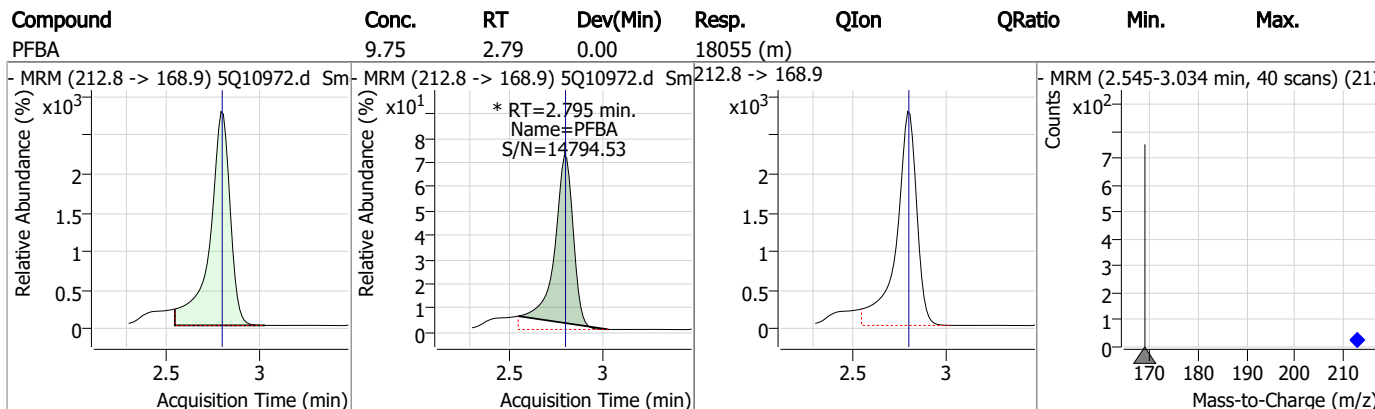 Compound Conc. RT Dev(Min) Resp. QIon QRatio Min. Max.
PFBA 9.75 2.79 0.00 18055 (m)
- MRM (212.8 -> 168.9) 5Q10972.d Sm
x10³
2
1.5
1
0.5
0
2.5 3
Relative Abundance (%)
Acquisition Time (min)
- MRM (212.8 -> 168.9) 5Q10972.d Sm
x10¹
* RT=2.795 min.
Name=PFBA
S/N=14794.53
8
7
6
5
4
3
2
1
0
2.5 3
Relative Abundance (%)
Acquisition Time (min)
212.8 -> 168.9
x10³
2
1.5
1
0.5
0
2.5 3
Acquisition Time (min)
- MRM (2.545-3.034 min, 40 scans) (212
x10²
7
6
5
4
3
2
1
0
170 180 190 200 210
Counts
Mass-to-Charge (m/z)